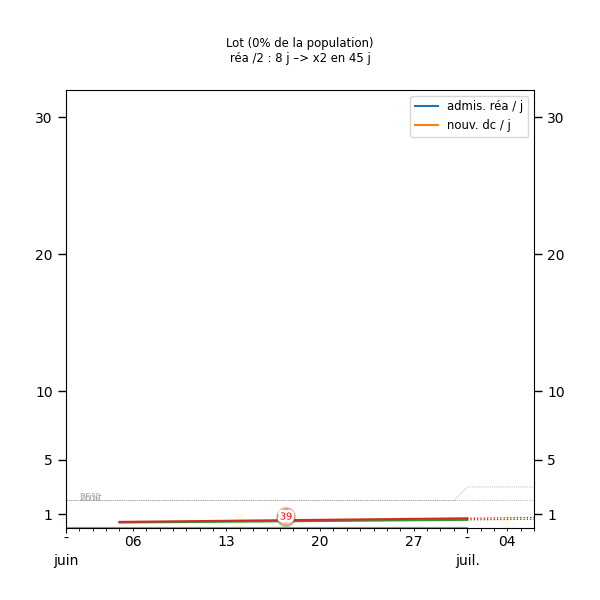 Lot (0% de la population)
réa /2 : 8 j –> x2 en 45 j
admis. réa / j
nouv. dc / j
30
30
20
20
10
10
5
5
39
1
1
06
13
20
27
04
juin
juil.